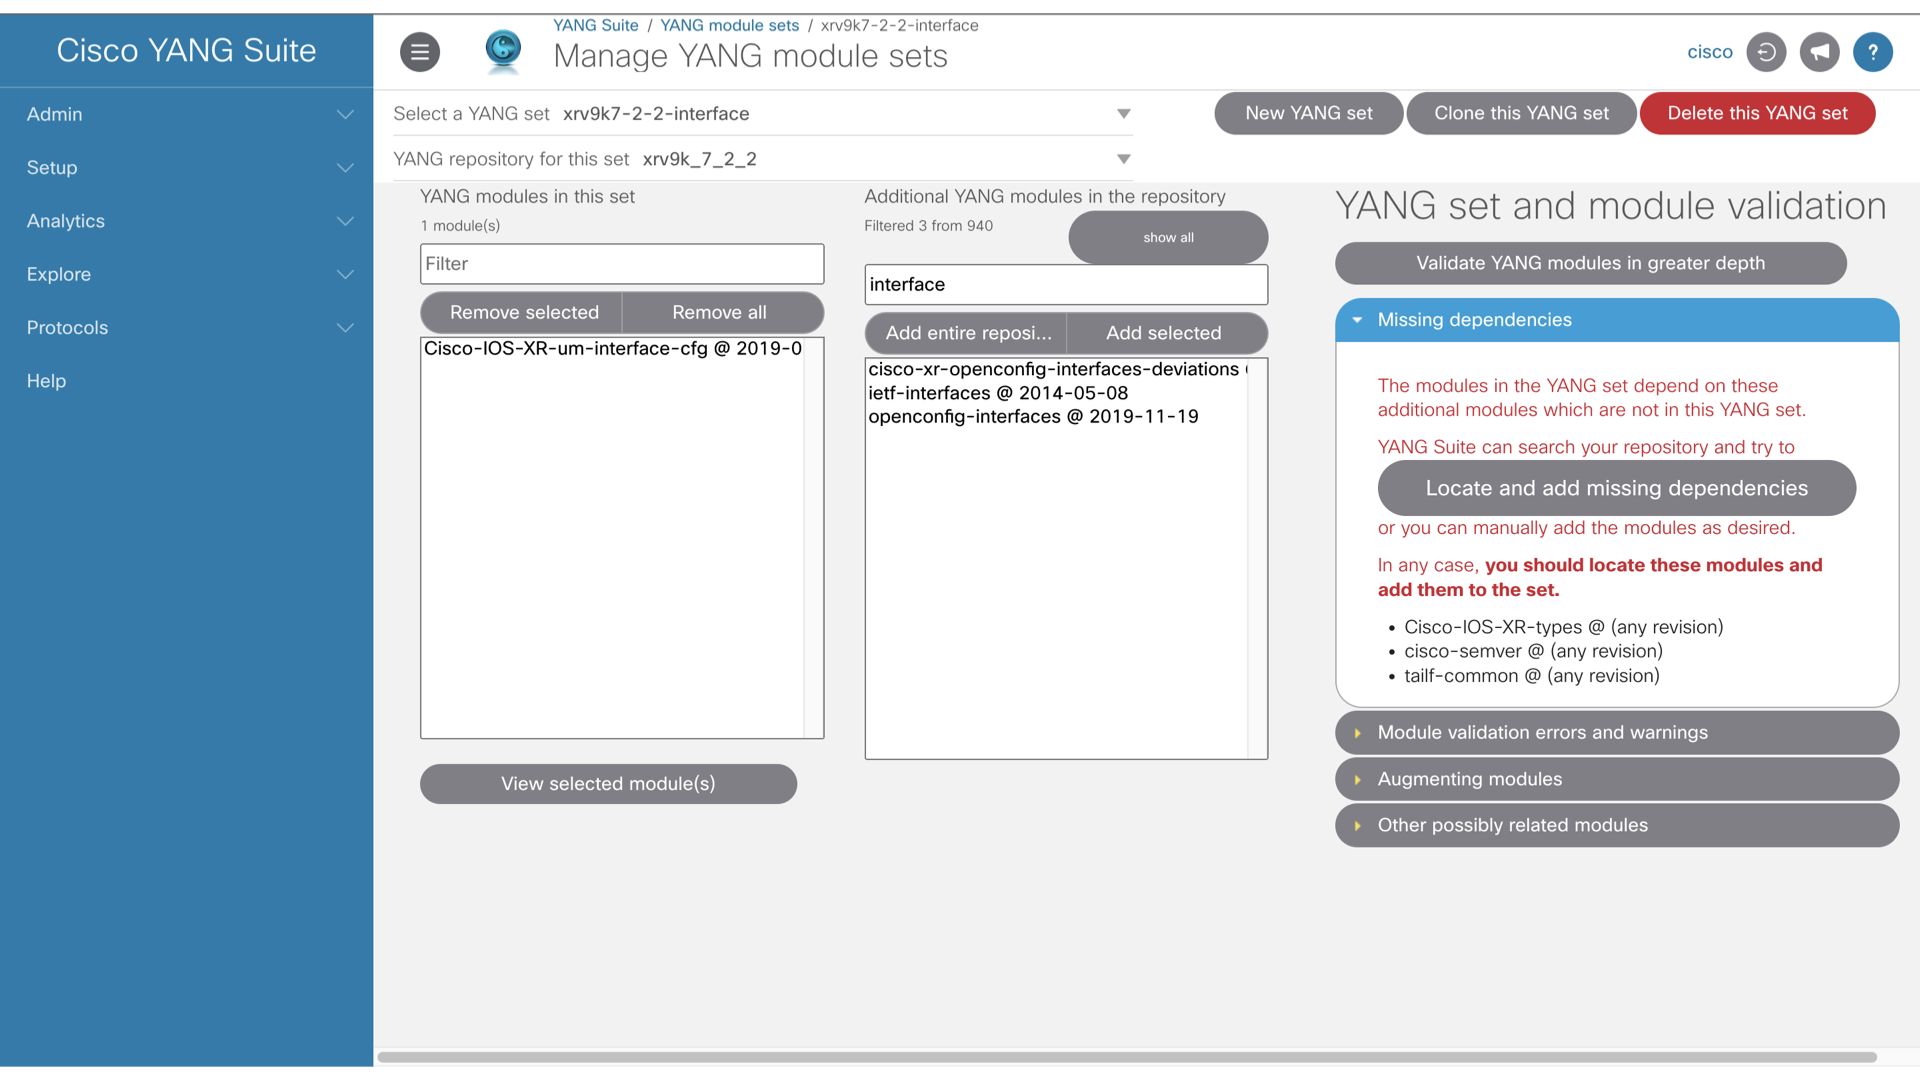 Cisco YANG Suite
Admin
Setup
Analytics
Explore
Protocols
Help
YANG Suite / YANG module sets / xrv9k7-2-2-interface
Manage YANG module sets
cisco
?
Select a YANG set xrv9k7-2-2-interface
New YANG set
Clone this YANG set
Delete this YANG set
YANG repository for this set xrv9k_7_2_2
YANG modules in this set
1 module(s)
Filter
Remove selected
Remove all
Cisco-IOS-XR-um-interface-cfg @ 2019-0
View selected module(s)
Additional YANG modules in the repository
Filtered 3 from 940
show all
interface
Add entire reposi...
Add selected
cisco-xr-openconfig-interfaces-deviations
ietf-interfaces @ 2014-05-08
openconfig-interfaces @ 2019-11-19
YANG set and module validation
Validate YANG modules in greater depth
Missing dependencies
The modules in the YANG set depend on these
additional modules which are not in this YANG set.
YANG Suite can search your repository and try to
Locate and add missing dependencies
or you can manually add the modules as desired.
In any case, you should locate these modules and
add them to the set.
• Cisco-IOS-XR-types @ (any revision)
• cisco-semver @ (any revision)
• tailf-common @ (any revision)
Module validation errors and warnings
Augmenting modules
Other possibly related modules